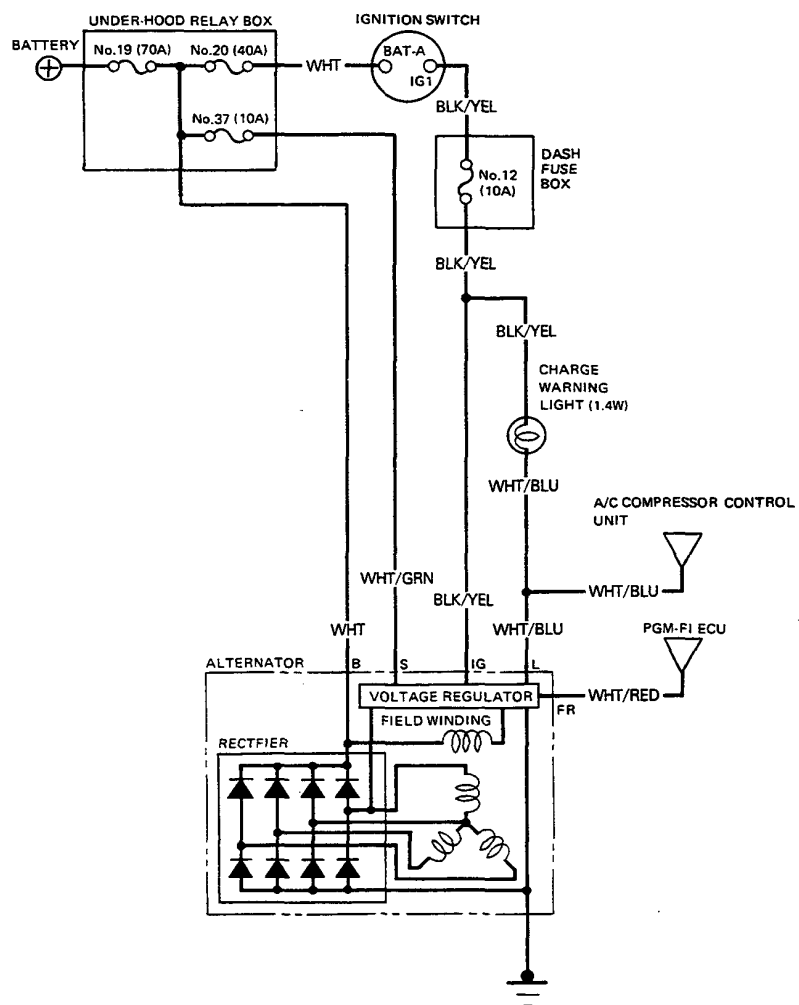 UNDER-HOOD RELAY BOX
IGNITION SWITCH
BATTERY
No.19 (70A)
No.20 (40A)
WHT
BAT-A
IG1
BLK/YEL
No.37 (10A)
DASH
FUSE
BOX
No.12
(10A)
BLK/YEL
BLK/YEL
CHARGE
WARNING
LIGHT (1.4W)
WHT/BLU
A/C COMPRESSOR CONTROL
UNIT
WHT/GRN
BLK/YEL
WHT/BLU
WHT
WHT/BLU
PGM-FI ECU
ALTERNATOR
B
S
IG
L
VOLTAGE REGULATOR
WHT/RED
FR
FIELD WINDING
RECTFIER